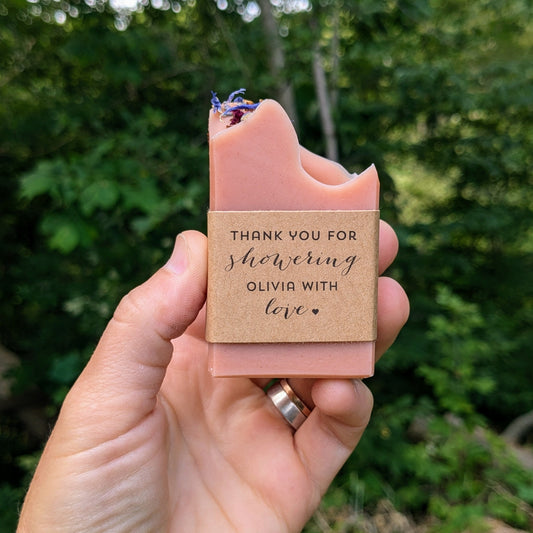 THANK YOU FOR
showering
OLIVIA WITH
love